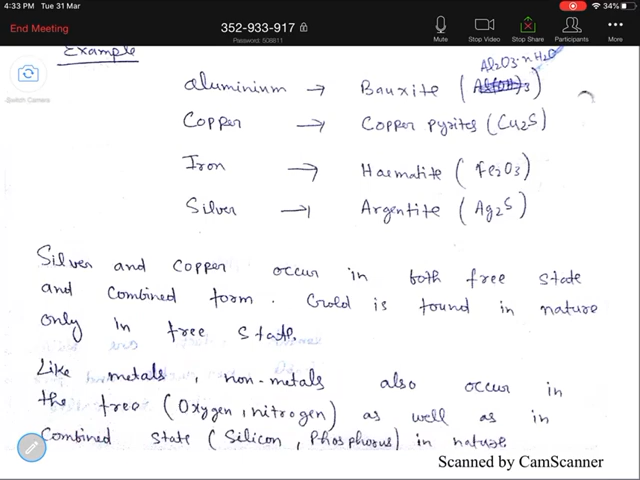 4:33 PM Tue 31 Mar
34%
End Meeting
352-933-917
Mute
Stop Video
Stop Share
Participants
More
Example
Switch Camera
Al2O3·nH2O
Aluminium → Bauxite (Al(OH)3)
Copper → Copper Pyrites (Cu2S)
Iron → Haematite (Fe2O3)
Silver → Argentite (Ag2S)
Silver and Copper occur in both free state
and combined form. Gold is found in nature
only in free state.
Like metals, non-metals also occur in
the free (Oxygen, nitrogen) as well as in
Combined state (Silicon, Phosphorus) in nature
Scanned by CamScanner